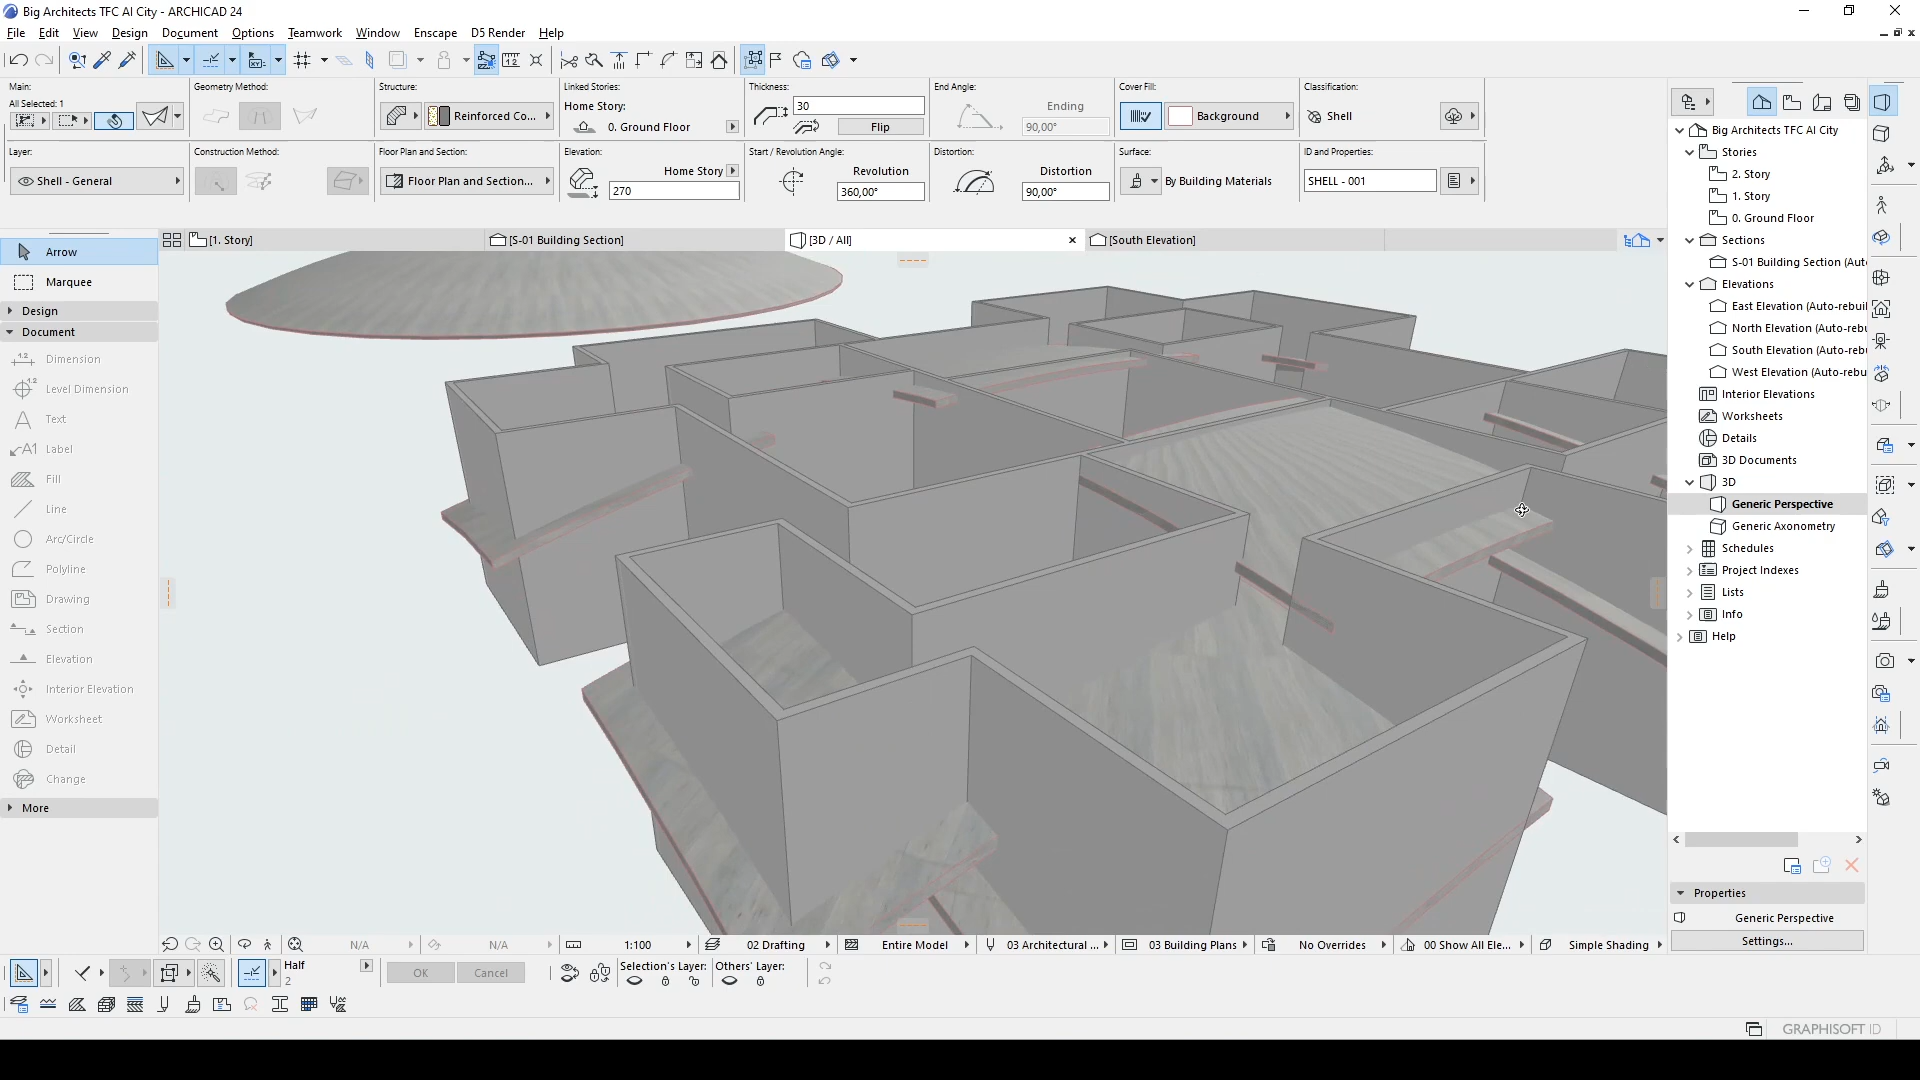 Big Architects TFC AI City - ARCHICAD 24
File Edit View Design Document Options Teamwork Window Enscape D5 Render Help
Main: Geometry Method: Structure: Linked Stories: Thickness: End Angle: Cover Fill: Classification:
All Selected: 1
Home Story: 30 Ending
Reinforced Co... Background Shell
0. Ground Floor Flip 90,00°
Layer: Construction Method: Floor Plan and Section: Elevation: Start / Revolution Angle: Distortion: Surface: ID and Properties:
Home Story Revolution Distortion
Shell - General Floor Plan and Section... By Building Materials SHELL - 001
270 360,00° 90,00°
[1. Story] [S-01 Building Section] [3D / All] [South Elevation]
Arrow
Marquee
Design
Document
Dimension
Level Dimension
Text
Label
Fill
Line
Arc/Circle
Polyline
Drawing
Section
Elevation
Interior Elevation
Worksheet
Detail
Change
More
Big Architects TFC AI City
Stories
2. Story
1. Story
0. Ground Floor
Sections
S-01 Building Section (Aut
Elevations
East Elevation (Auto-rebui
North Elevation (Auto-rebu
South Elevation (Auto-reb
West Elevation (Auto-rebu
Interior Elevations
Worksheets
Details
3D Documents
3D
Generic Perspective
Generic Axonometry
Schedules
Project Indexes
Lists
Info
Help
Properties
Generic Perspective
Settings...
N/A N/A 1:100 02 Drafting Entire Model 03 Architectural ... 03 Building Plans No Overrides 00 Show All Ele... Simple Shading
Half
2
OK Cancel
Selection's Layer: Others' Layer:
GRAPHISOFT ID